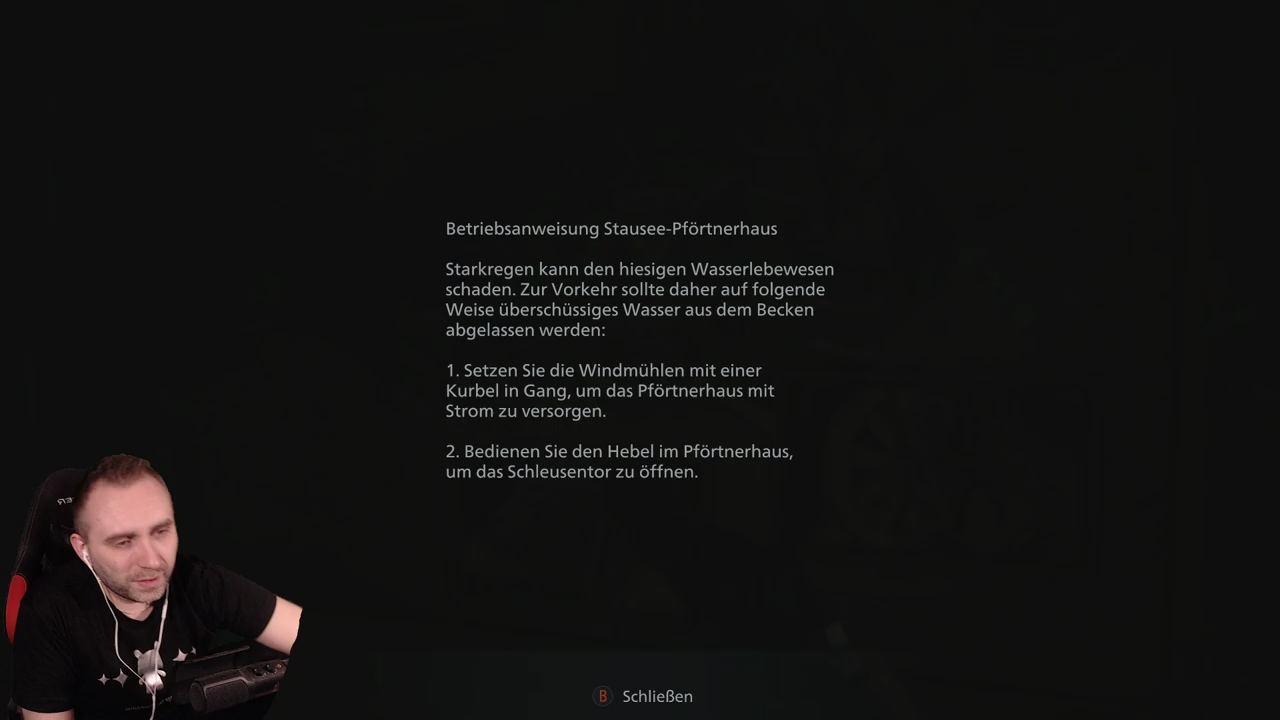 Betriebsanweisung Stausee-Pförtnerhaus
Starkregen kann den hiesigen Wasserlebewesen
schaden. Zur Vorkehr sollte daher auf folgende
Weise überschüssiges Wasser aus dem Becken
abgelassen werden:
1. Setzen Sie die Windmühlen mit einer
Kurbel in Gang, um das Pförtnerhaus mit
Strom zu versorgen.
2. Bedienen Sie den Hebel im Pförtnerhaus,
um das Schleusentor zu öffnen.
B Schließen